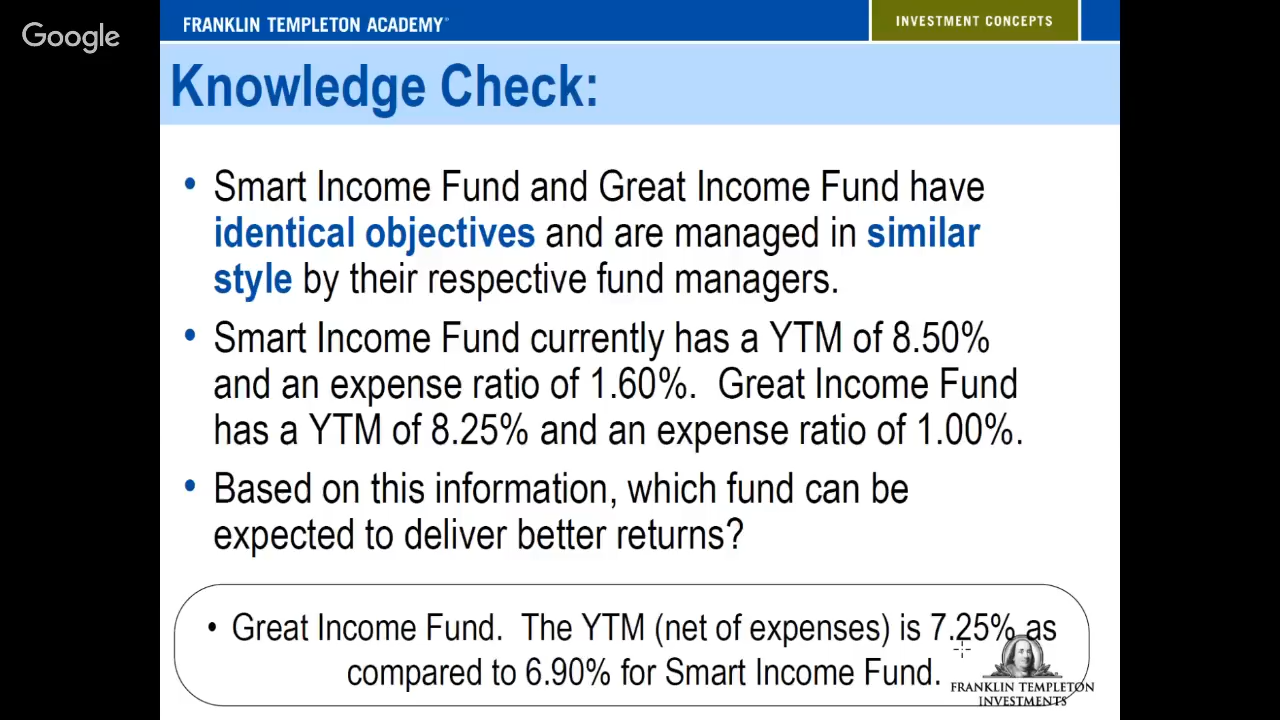 Google
FRANKLIN TEMPLETON ACADEMY
INVESTMENT CONCEPTS
Knowledge Check:
• Smart Income Fund and Great Income Fund have
identical objectives and are managed in similar
style by their respective fund managers.
• Smart Income Fund currently has a YTM of 8.50%
and an expense ratio of 1.60%. Great Income Fund
has a YTM of 8.25% and an expense ratio of 1.00%.
• Based on this information, which fund can be
expected to deliver better returns?
• Great Income Fund. The YTM (net of expenses) is 7.25% as
compared to 6.90% for Smart Income Fund.
FRANKLIN TEMPLETON
INVESTMENTS